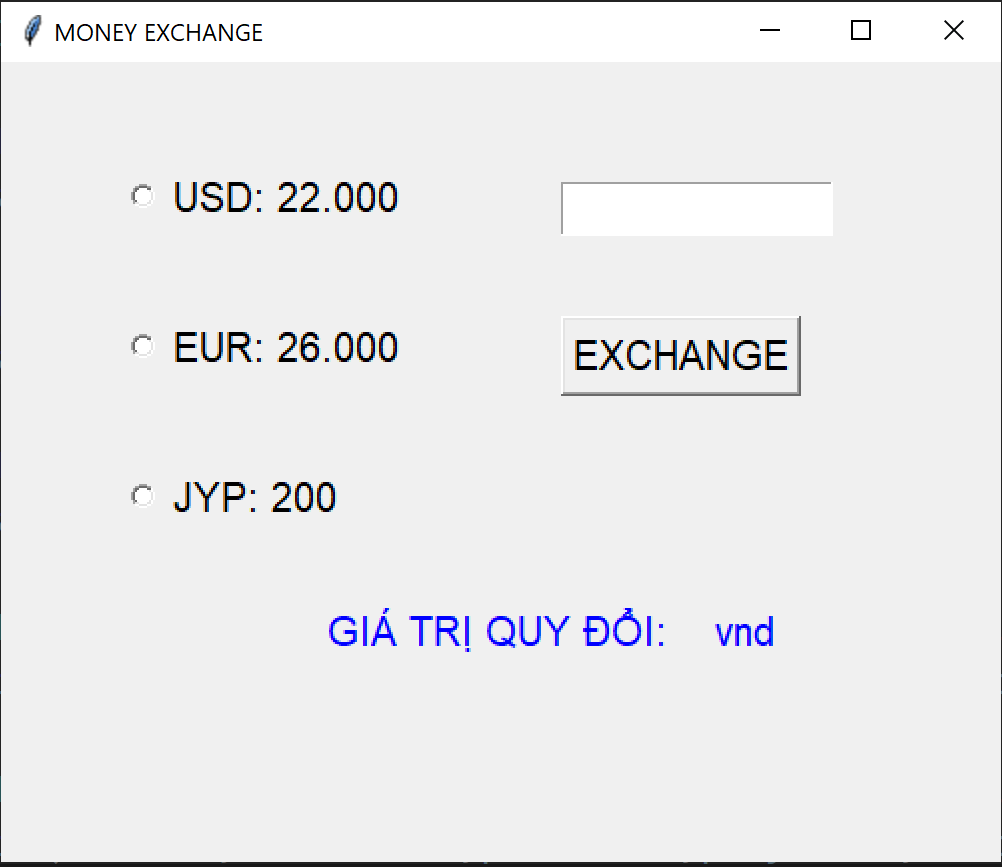 MONEY EXCHANGE
USD: 22.000
EUR: 26.000
EXCHANGE
JYP: 200
GIÁ TRỊ QUY ĐỔI: vnd